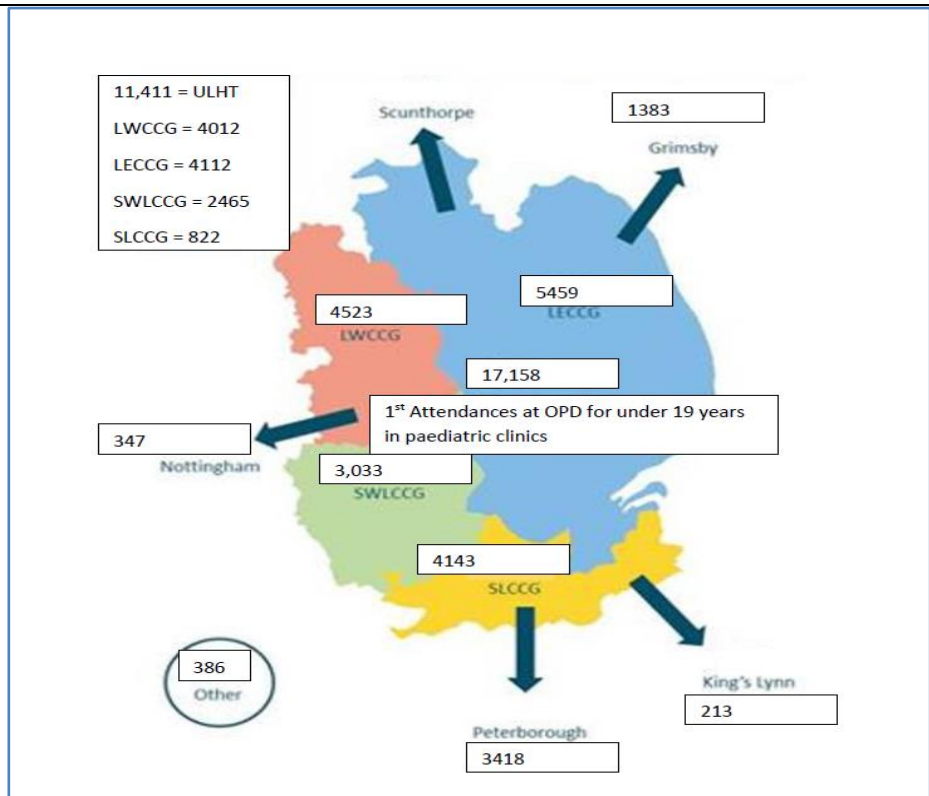 11,411 = ULHT
LWCCG = 4012
LECCG = 4112
SWLCCG = 2465
SLCCG = 822
Scunthorpe
1383
Grimsby
5459
LECCG
4523
LWCCG
17,158
1st Attendances at OPD for under 19 years
in paediatric clinics
347
Nottingham
3,033
SWLCCG
4143
SLCCG
386
Other
King's Lynn
213
Peterborough
3418